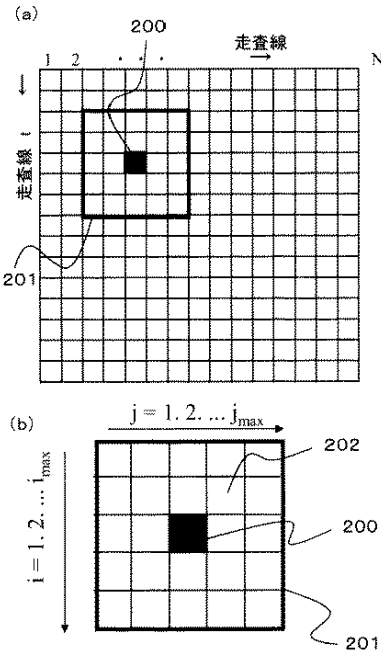 (a)
200
走査線
→
1 2 · · · N
走査線 t
↓
201
(b)
j = 1. 2. ... jmax
i = 1. 2. ... imax
202
200
201